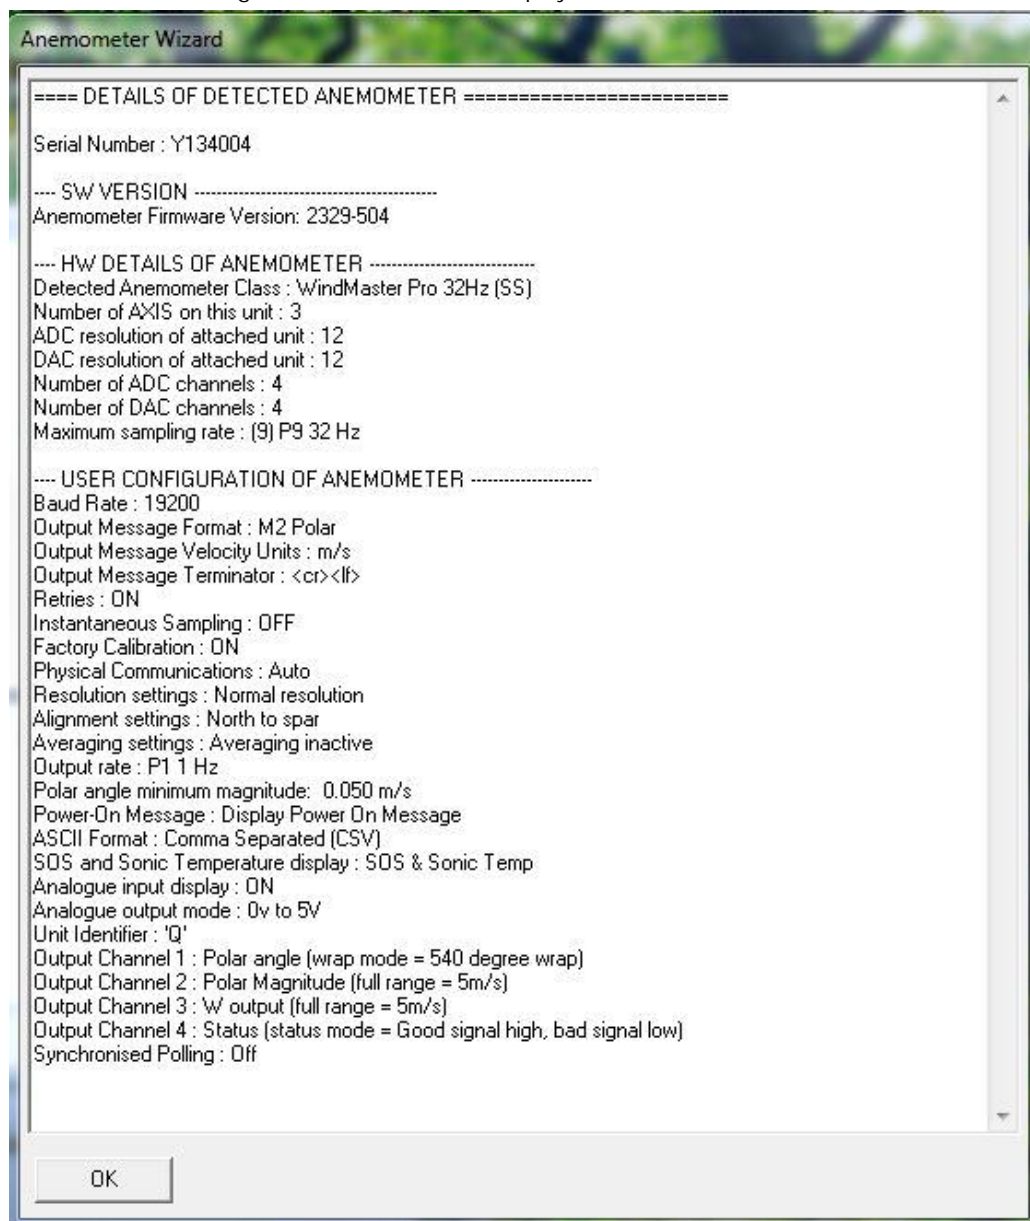 Anemometer Wizard
==== DETAILS OF DETECTED ANEMOMETER ========================
Serial Number : Y134004
---- SW VERSION -------------------------------------------
Anemometer Firmware Version: 2329-504
---- HW DETAILS OF ANEMOMETER -----------------------------
Detected Anemometer Class : WindMaster Pro 32Hz (SS)
Number of AXIS on this unit : 3
ADC resolution of attached unit : 12
DAC resolution of attached unit : 12
Number of ADC channels : 4
Number of DAC channels : 4
Maximum sampling rate : (9) P9 32 Hz
---- USER CONFIGURATION OF ANEMOMETER ----------------------
Baud Rate : 19200
Output Message Format : M2 Polar
Output Message Velocity Units : m/s
Output Message Terminator : <cr><lf>
Retries : ON
Instantaneous Sampling : OFF
Factory Calibration : ON
Physical Communications : Auto
Resolution settings : Normal resolution
Alignment settings : North to spar
Averaging settings : Averaging inactive
Output rate : P1 1 Hz
Polar angle minimum magnitude:  0.050 m/s
Power-On Message : Display Power On Message
ASCII Format : Comma Separated (CSV)
SOS and Sonic Temperature display : SOS & Sonic Temp
Analogue input display : ON
Analogue output mode : 0v to 5V
Unit Identifier : 'Q'
Output Channel 1 : Polar angle (wrap mode = 540 degree wrap)
Output Channel 2 : Polar Magnitude (full range = 5m/s)
Output Channel 3 : W output (full range = 5m/s)
Output Channel 4 : Status (status mode = Good signal high, bad signal low)
Synchronised Polling : Off
OK